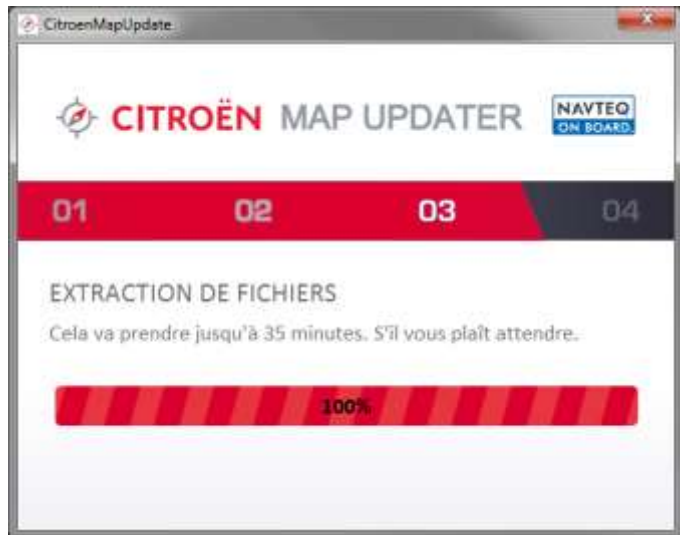 CitroenMapUpdate
CITROËN MAP UPDATER
NAVTEQ
ON BOARD
01 02 03 04
EXTRACTION DE FICHIERS
Cela va prendre jusqu'à 35 minutes. S'il vous plaît attendre.
100%